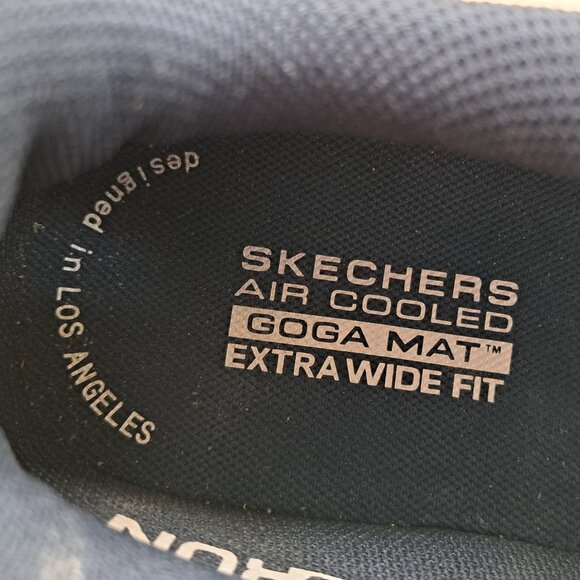 designed in LOS ANGELES
SKECHERS
AIR COOLED
GOGA MAT™
EXTRA WIDE FIT